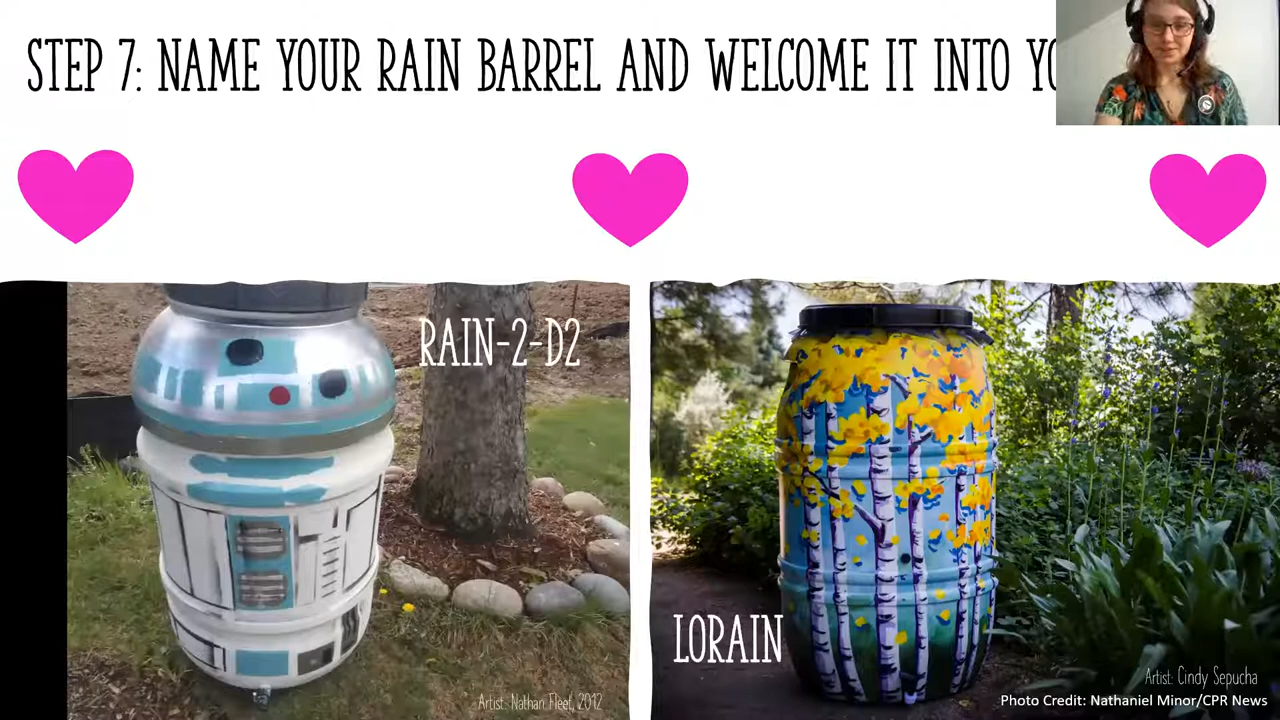 STEP 7: NAME YOUR RAIN BARREL AND WELCOME IT INTO
RAIN-2-D2
LORAIN
Artist: Nathan Fleet, 2012
Artist: Cindy Sepucha
Photo Credit: Nathaniel Minor/CPR News